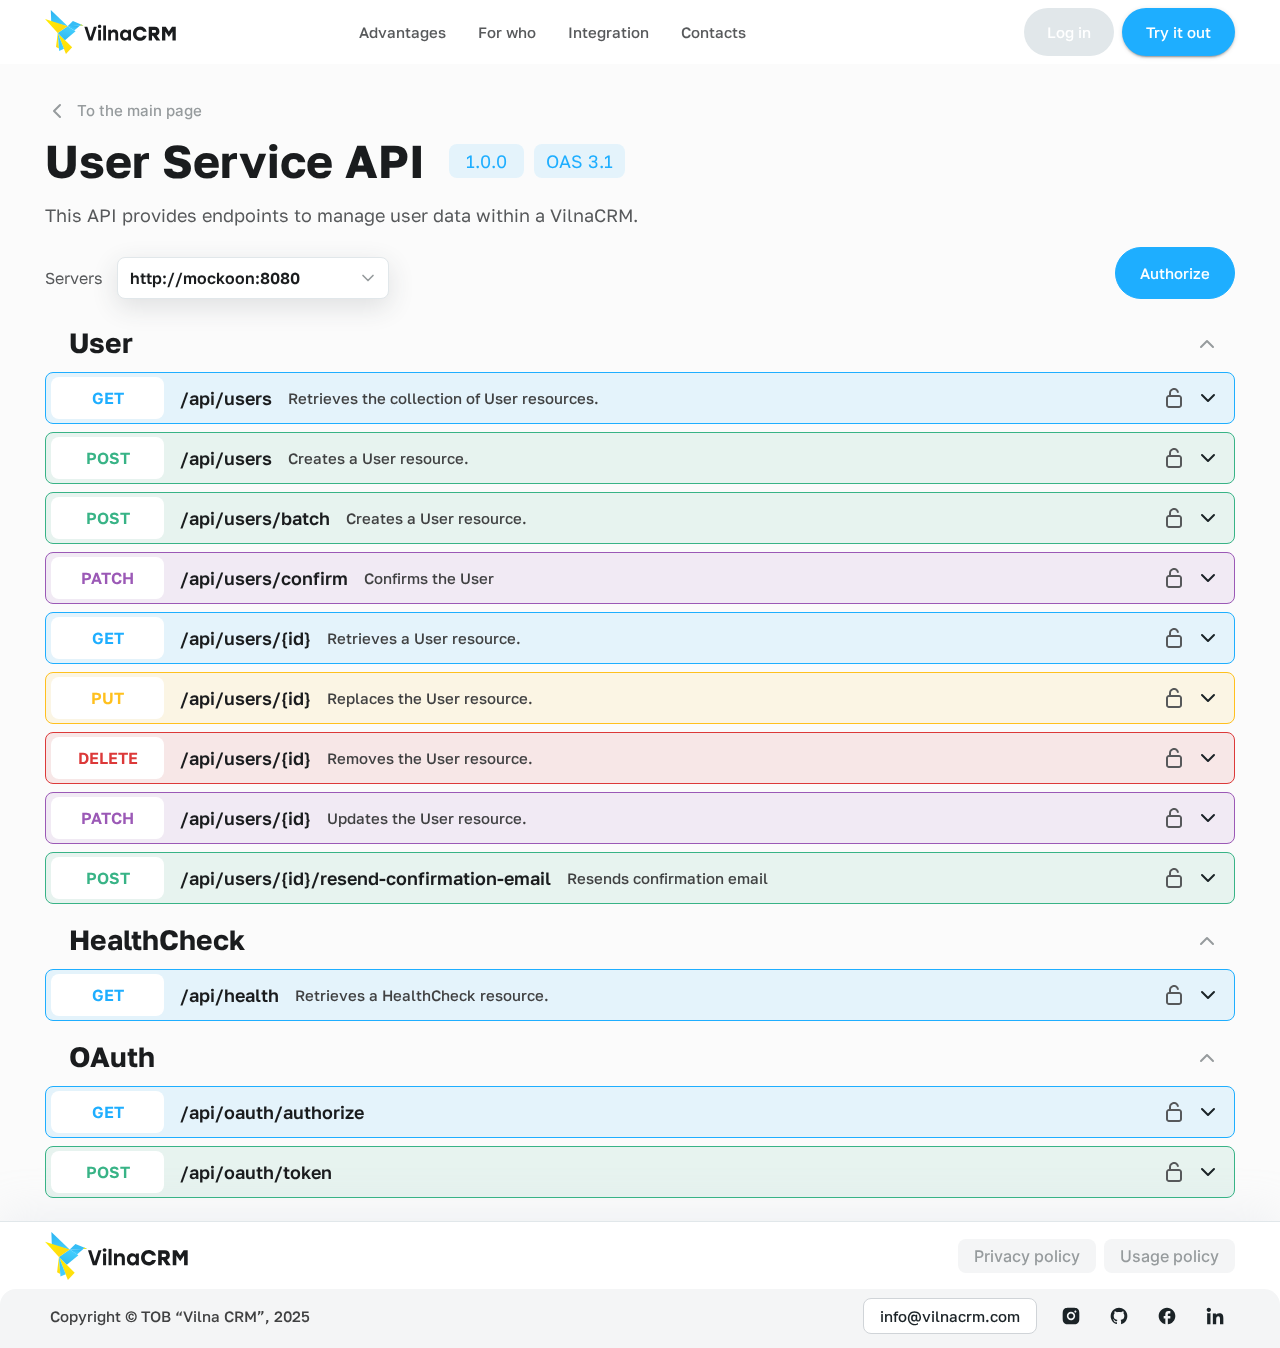 VilnaCRM Advantages For who Integration Contacts Log in Try it out
To the main page
User Service API 1.0.0 OAS 3.1
This API provides endpoints to manage user data within a VilnaCRM.
Servers http://mockoon:8080 Authorize
User
GET /api/users Retrieves the collection of User resources.
POST /api/users Creates a User resource.
POST /api/users/batch Creates a User resource.
PATCH /api/users/confirm Confirms the User
GET /api/users/{id} Retrieves a User resource.
PUT /api/users/{id} Replaces the User resource.
DELETE /api/users/{id} Removes the User resource.
PATCH /api/users/{id} Updates the User resource.
POST /api/users/{id}/resend-confirmation-email Resends confirmation email
HealthCheck
GET /api/health Retrieves a HealthCheck resource.
OAuth
GET /api/oauth/authorize
POST /api/oauth/token
VilnaCRM Privacy policy Usage policy
Copyright © ТОВ “Vilna CRM”, 2025 info@vilnacrm.com